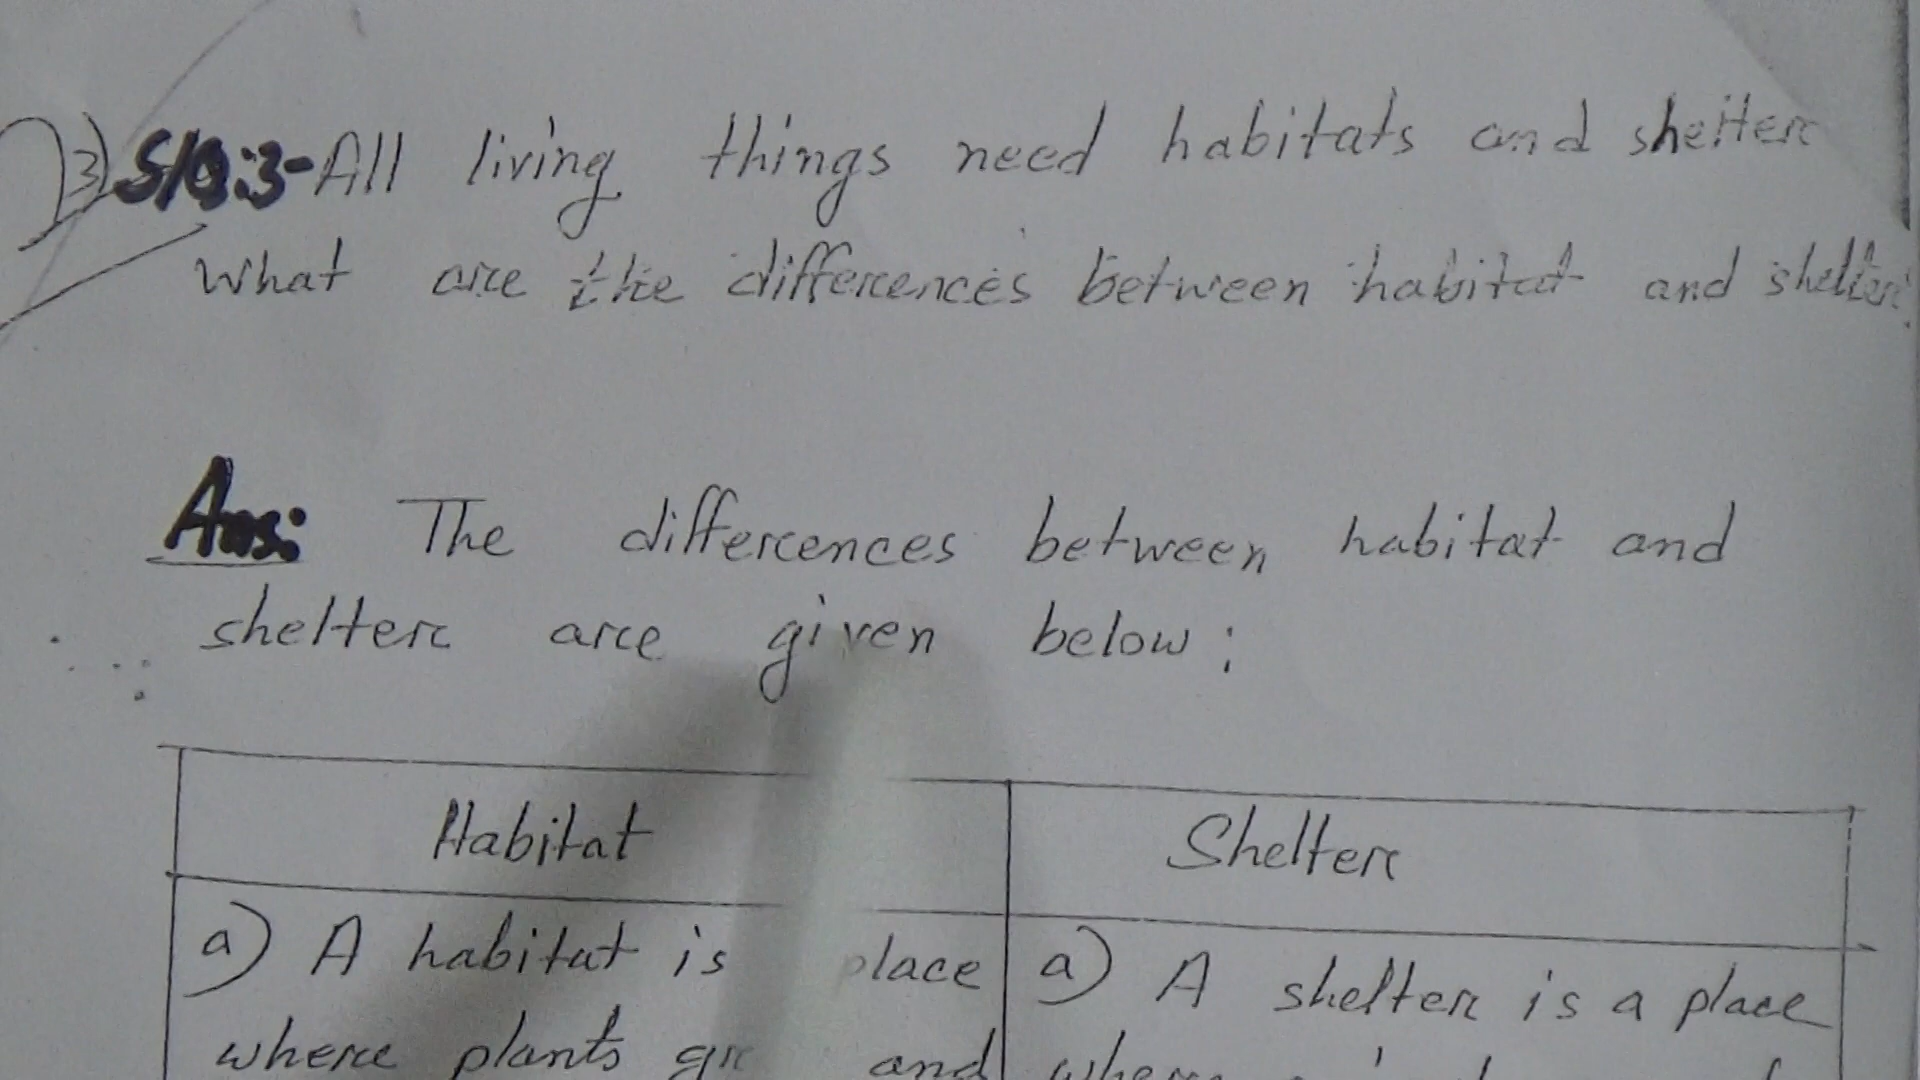 3) S/Q:3- All living things need habitats and shelter
What are the differences between habitat and shelter
Ans: The differences between habitat and
shelter are given below:
Habitat
Shelter
a) A habitat is place
where plants and
a) A shelter is a place